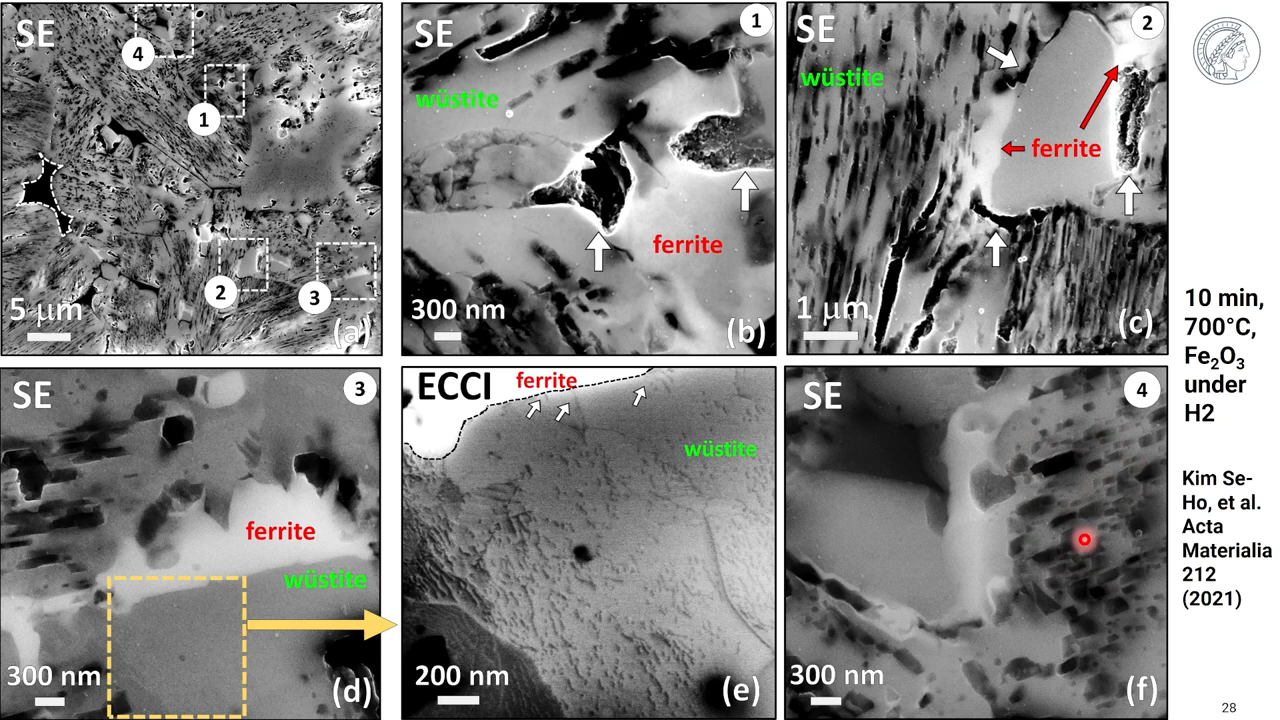 SE
4
1
2
3
5 μm
(a)
SE
1
wüstite
ferrite
300 nm
(b)
SE
2
wüstite
ferrite
1 μm
(c)
SE
3
ferrite
wüstite
300 nm
(d)
ECCI
ferrite
wüstite
200 nm
(e)
SE
4
300 nm
(f)
10 min,
700°C,
Fe₂O₃
under
H2
Kim Se-
Ho, et al.
Acta
Materialia
212
(2021)
28